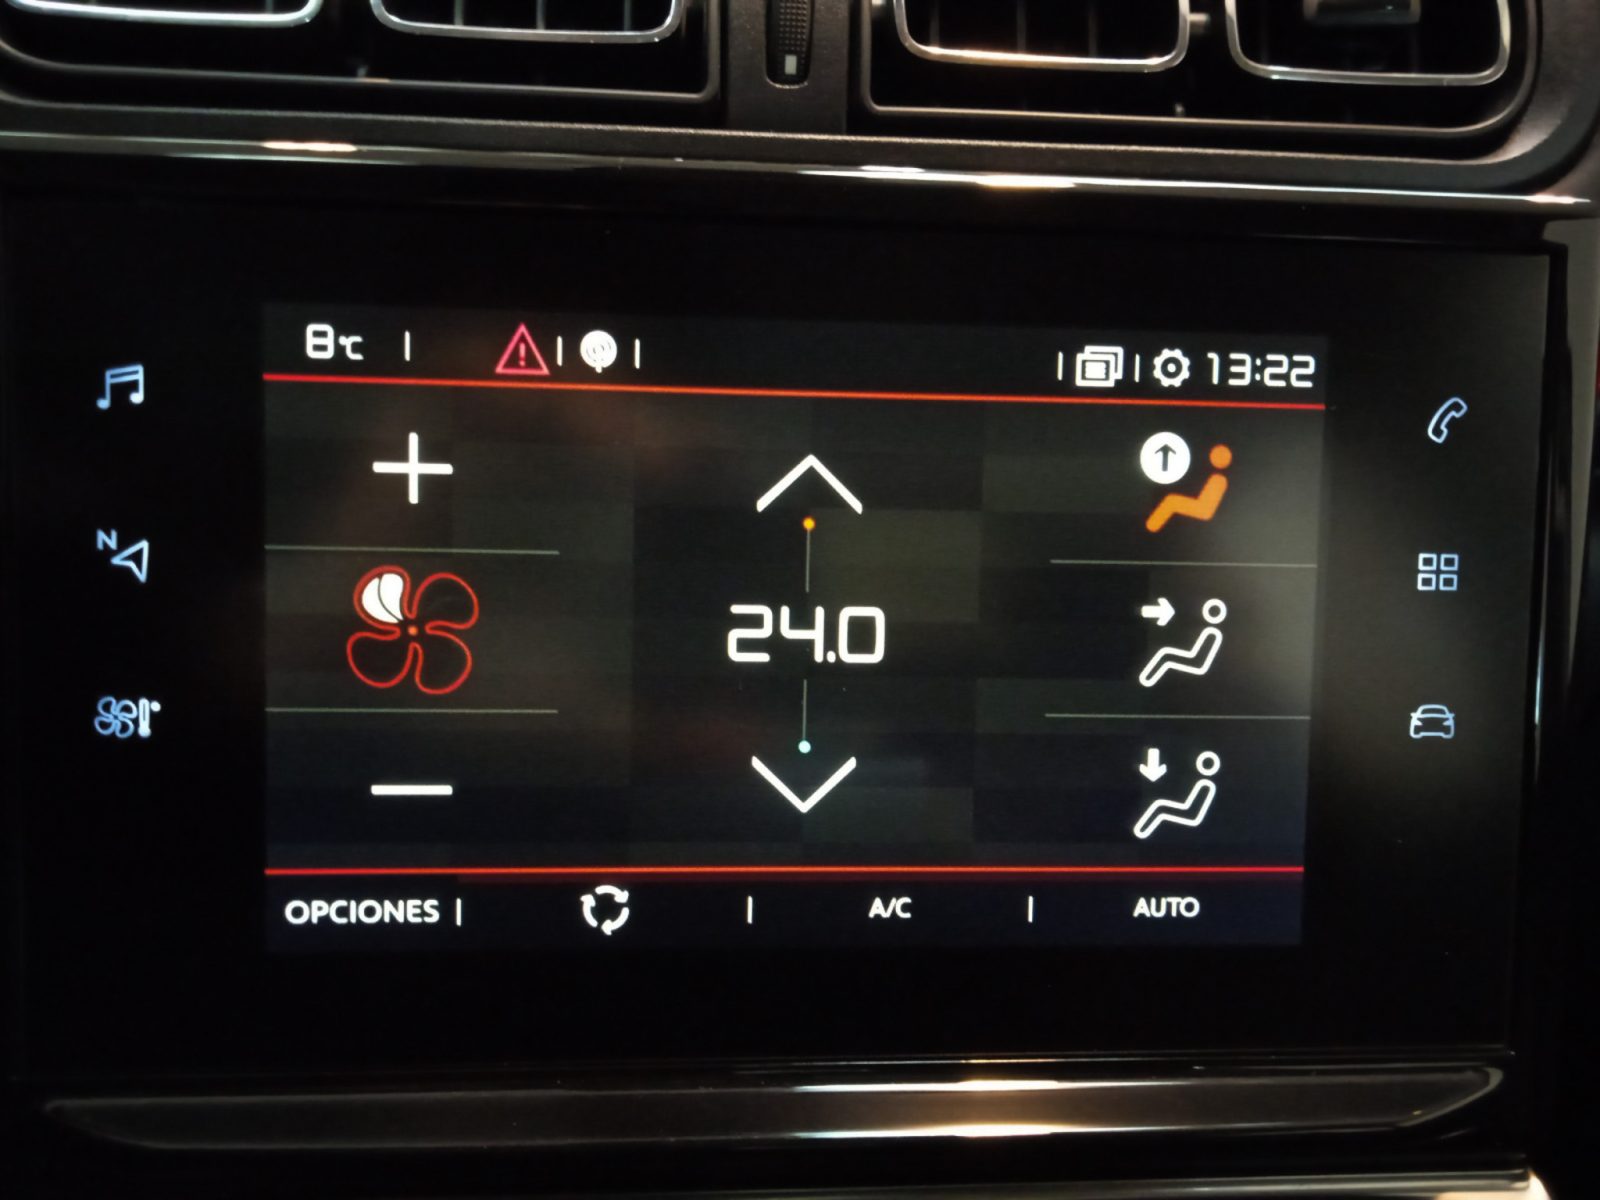 8°C
13:22
N
24.0
OPCIONES
A/C
AUTO